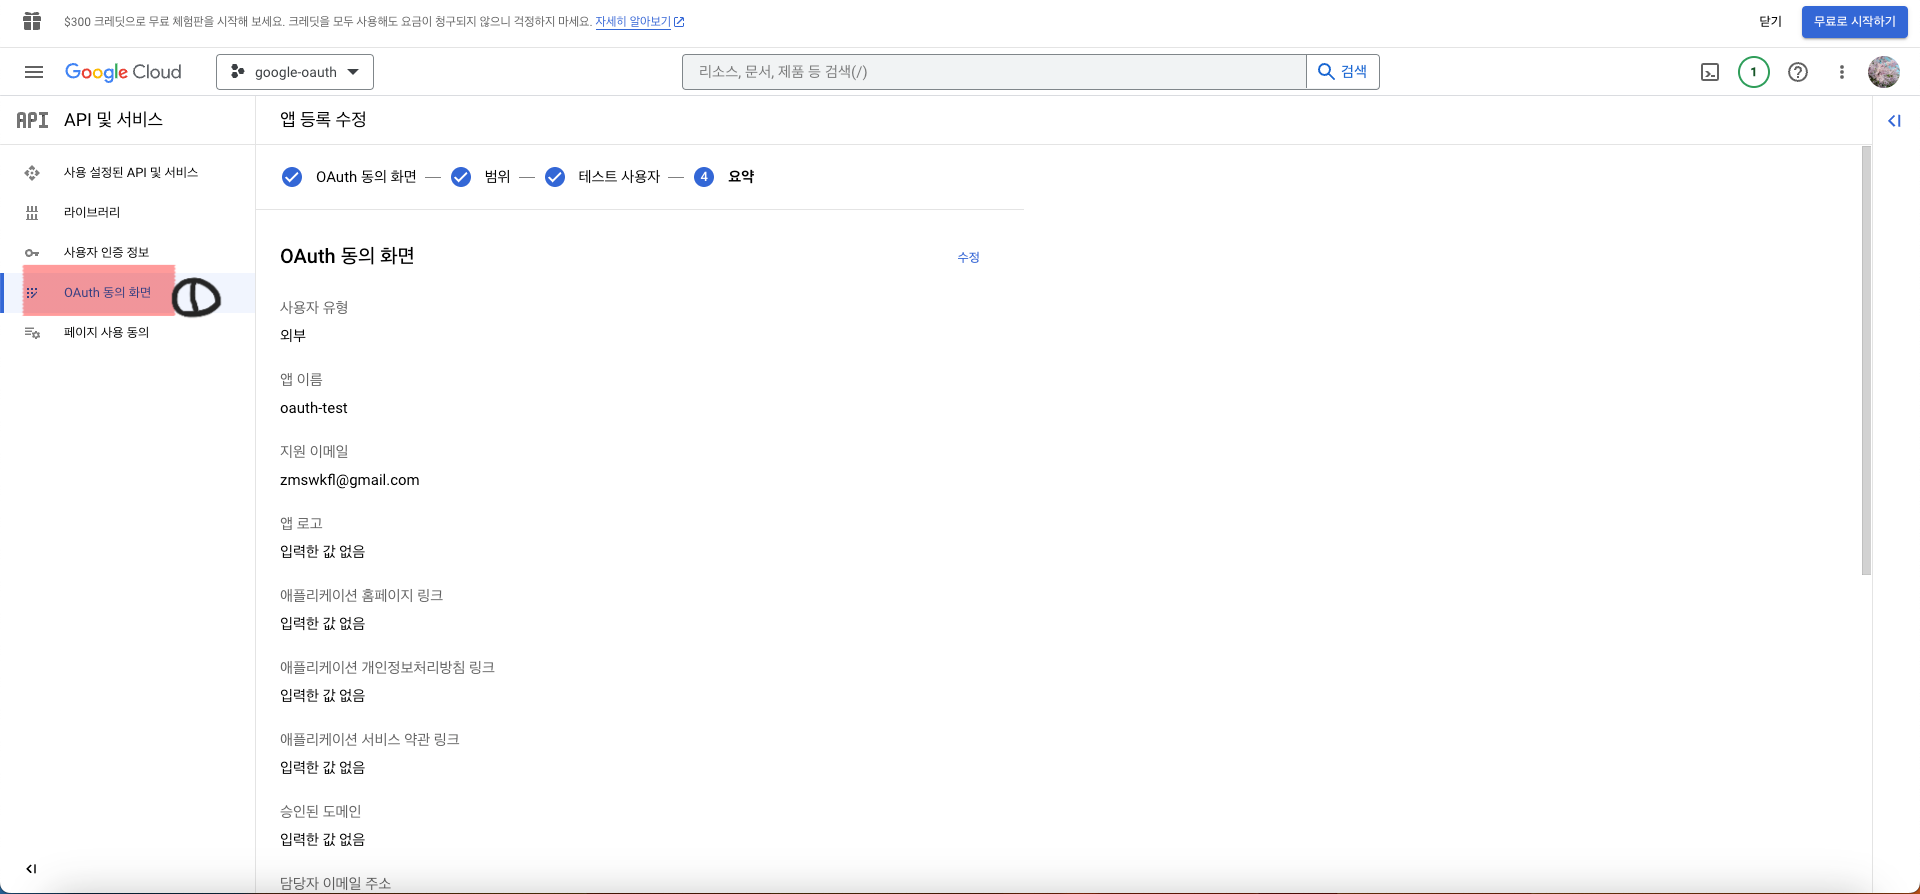 $300 크레딧으로 무료 체험판을 시작해 보세요. 크레딧을 모두 사용해도 요금이 청구되지 않으니 걱정하지 마세요. 자세히 알아보기
닫기
무료로 시작하기
Google Cloud
google-oauth
리소스, 문서, 제품 등 검색(/)
검색
1
API API 및 서비스
앱 등록 수정
사용 설정된 API 및 서비스
라이브러리
사용자 인증 정보
OAuth 동의 화면
①
페이지 사용 동의
OAuth 동의 화면
범위
테스트 사용자
4 요약
OAuth 동의 화면
수정
사용자 유형
외부
앱 이름
oauth-test
지원 이메일
zmswkfl@gmail.com
앱 로고
입력한 값 없음
애플리케이션 홈페이지 링크
입력한 값 없음
애플리케이션 개인정보처리방침 링크
입력한 값 없음
애플리케이션 서비스 약관 링크
입력한 값 없음
승인된 도메인
입력한 값 없음
담당자 이메일 주소